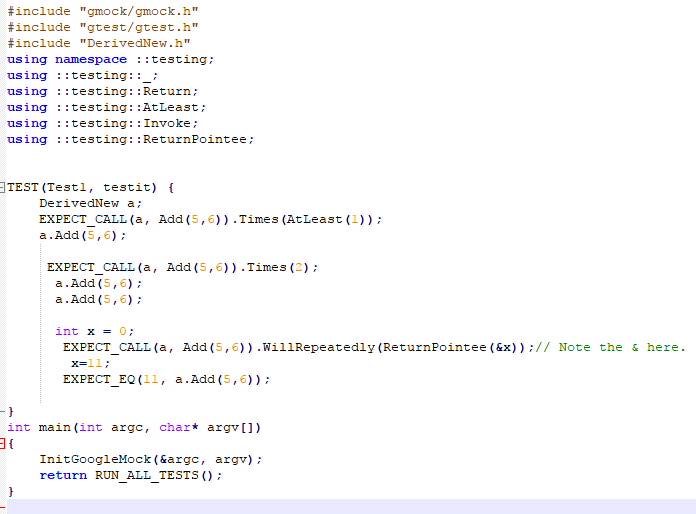 #include "gmock/gmock.h"
#include "gtest/gtest.h"
#include "DerivedNew.h"
using namespace ::testing;
using ::testing::_;
using ::testing::Return;
using ::testing::AtLeast;
using ::testing::Invoke;
using ::testing::ReturnPointee;
TEST(Test1, testit) {
DerivedNew a;
EXPECT_CALL(a, Add(5,6)).Times(AtLeast(1));
a.Add(5,6);
EXPECT_CALL(a, Add(5,6)).Times(2);
a.Add(5,6);
a.Add(5,6);
int x = 0;
EXPECT_CALL(a, Add(5,6)).WillRepeatedly(ReturnPointee(&x));// Note the & here.
x=11;
EXPECT_EQ(11, a.Add(5,6));
}
int main(int argc, char* argv[])
{
InitGoogleMock(&argc, argv);
return RUN_ALL_TESTS();
}